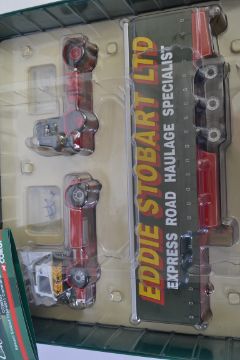 EDDIE STOBART LTD
EXPRESS ROAD HAULAGE SPECIALIST